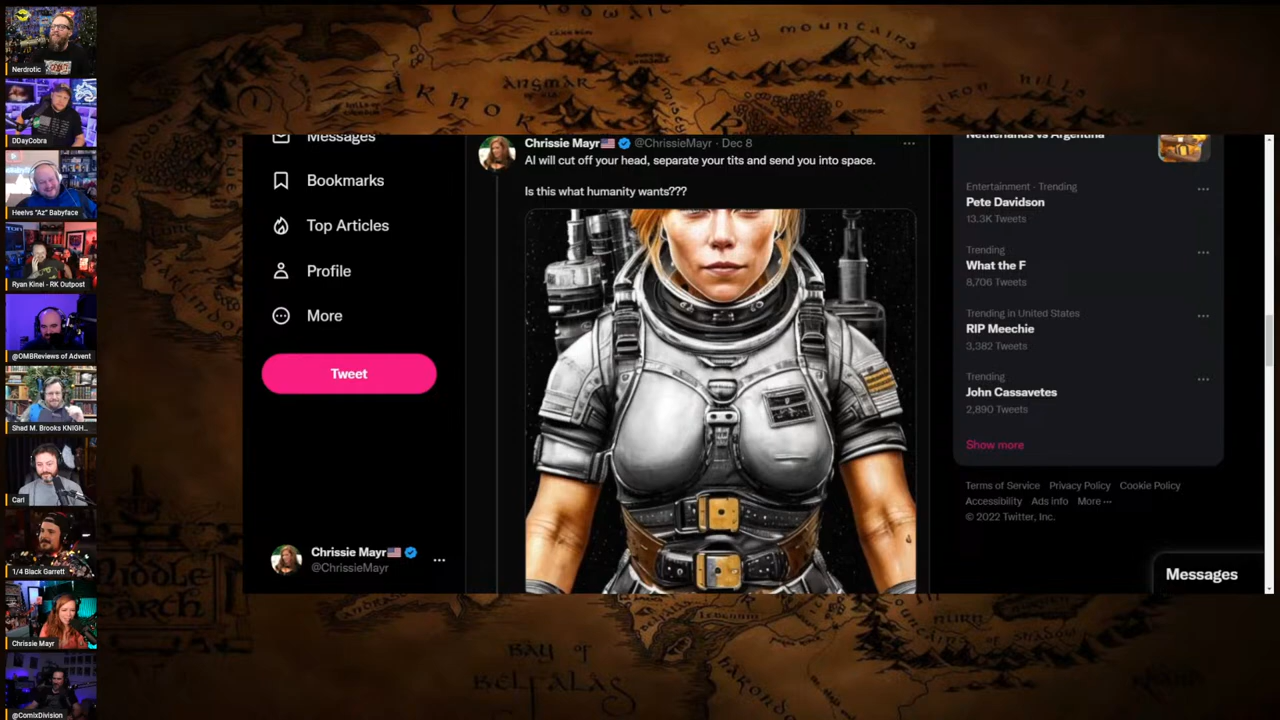 Nerdrotic
DDayCobra
Heelvs "Az" Babyface
Ryan Kinel - RK Outpost
@OMBReviews of Advent
Shad M. Brooks KNIGH...
Carl
1/4 Black Garrett
Chrissie Mayr
@ComixDivision
GREY MOUNTAINS
ANGMAR
ARNOR
IRON HILLS
MIDDLE
EARTH
BAY OF
BELFALAS
NURN
Messages
Bookmarks
Top Articles
Profile
More
Tweet
Chrissie Mayr
@ChrissieMayr
Chrissie Mayr @ChrissieMayr · Dec 8
AI will cut off your head, separate your tits and send you into space.
Is this what humanity wants???
Netherlands vs Argentina
Entertainment · Trending
Pete Davidson
13.3K Tweets
Trending
What the F
8,706 Tweets
Trending in United States
RIP Meechie
3,382 Tweets
Trending
John Cassavetes
2,890 Tweets
Show more
Terms of Service Privacy Policy Cookie Policy
Accessibility Ads info More ···
© 2022 Twitter, Inc.
Messages